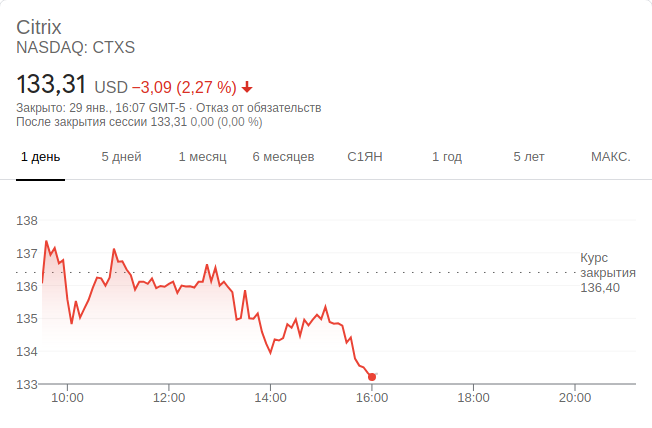 Citrix
NASDAQ: CTXS
133,31 USD −3,09 (2,27 %)
Закрыто: 29 янв., 16:07 GMT-5 · Отказ от обязательств
После закрытия сессии 133,31 0,00 (0,00 %)
1 день 5 дней 1 месяц 6 месяцев С1ЯН 1 год 5 лет МАКС.
138
137
136
135
134
133
Курс
закрытия
136,40
10:00 12:00 14:00 16:00 18:00 20:00